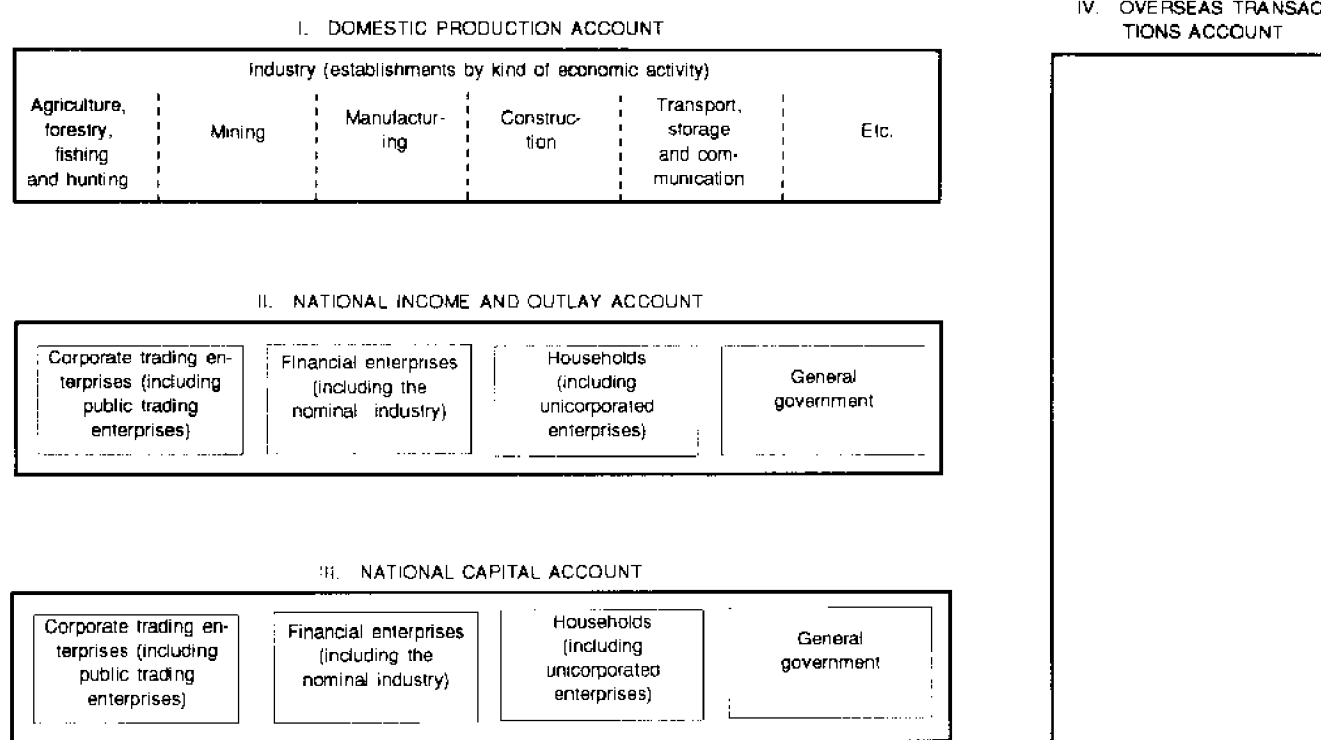 I. DOMESTIC PRODUCTION ACCOUNT
Industry (establishments by kind of economic activity)
Agriculture,
forestry,
fishing
and hunting
Mining
Manufactur-
ing
Construc-
tion
Transport,
storage
and com-
munication
Etc.
II. NATIONAL INCOME AND OUTLAY ACCOUNT
Corporate trading en-
terprises (including
public trading
enterprises)
Financial enterprises
(including the
nominal industry)
Households
(including
unicorporated
enterprises)
General
government
III. NATIONAL CAPITAL ACCOUNT
Corporate trading en-
terprises (including
public trading
enterprises)
Financial enterprises
(including the
nominal industry)
Households
(including
unicorporated
enterprises)
General
government
IV. OVERSEAS TRANSAC
TIONS ACCOUNT